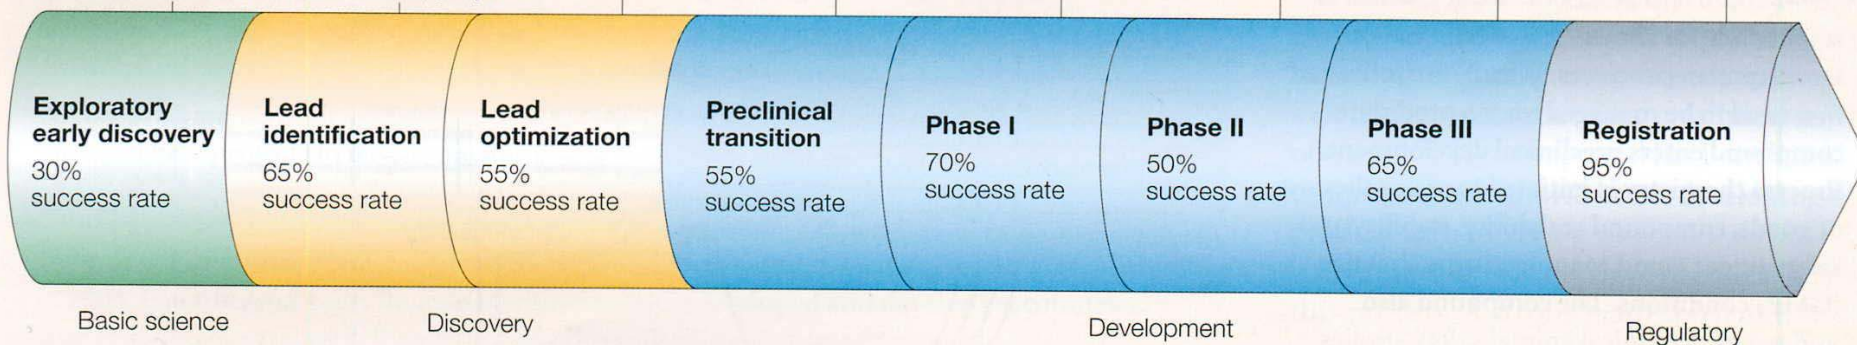 Exploratory
early discovery
30%
success rate
Lead
identification
65%
success rate
Lead
optimization
55%
success rate
Preclinical
transition
55%
success rate
Phase I
70%
success rate
Phase II
50%
success rate
Phase III
65%
success rate
Registration
95%
success rate
Basic science
Discovery
Development
Regulatory